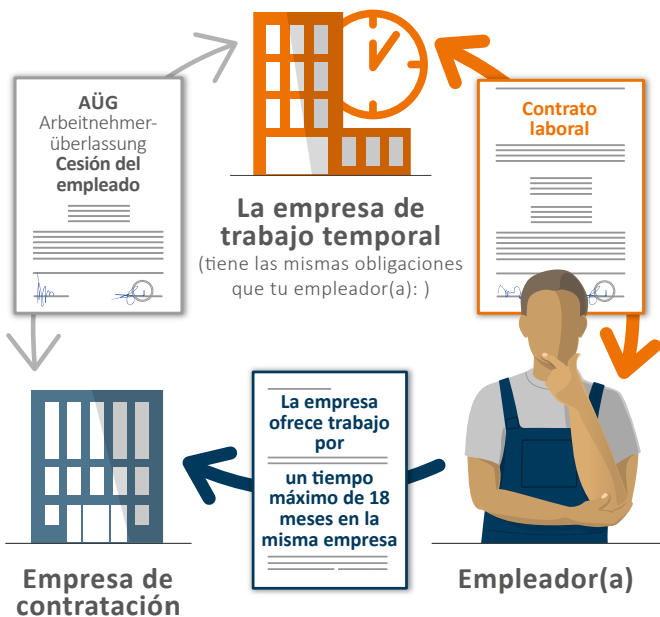 AÜG
Arbeitnehmer-
überlassung
Cesión del
empleado
Contrato
laboral
La empresa de
trabajo temporal
(tiene las mismas obligaciones
que tu empleador(a): )
La empresa
ofrece trabajo
por
un tiempo
máximo de 18
meses en la
misma empresa
Empresa de
contratación
Empleador(a)